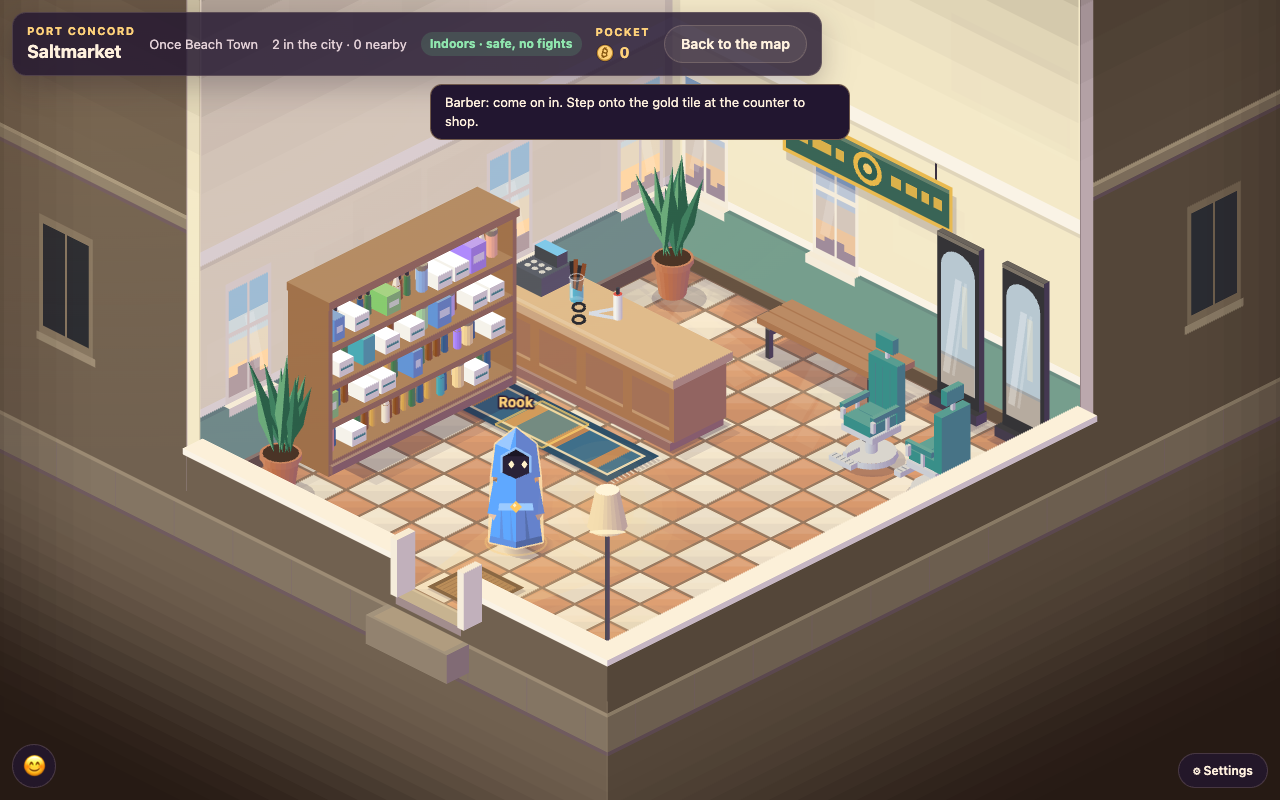 PORT CONCORD
Saltmarket
Once Beach Town
2 in the city · 0 nearby
Indoors · safe, no fights
POCKET
0
Back to the map
Barber: come on in. Step onto the gold tile at the counter to
shop.
Rook
Settings